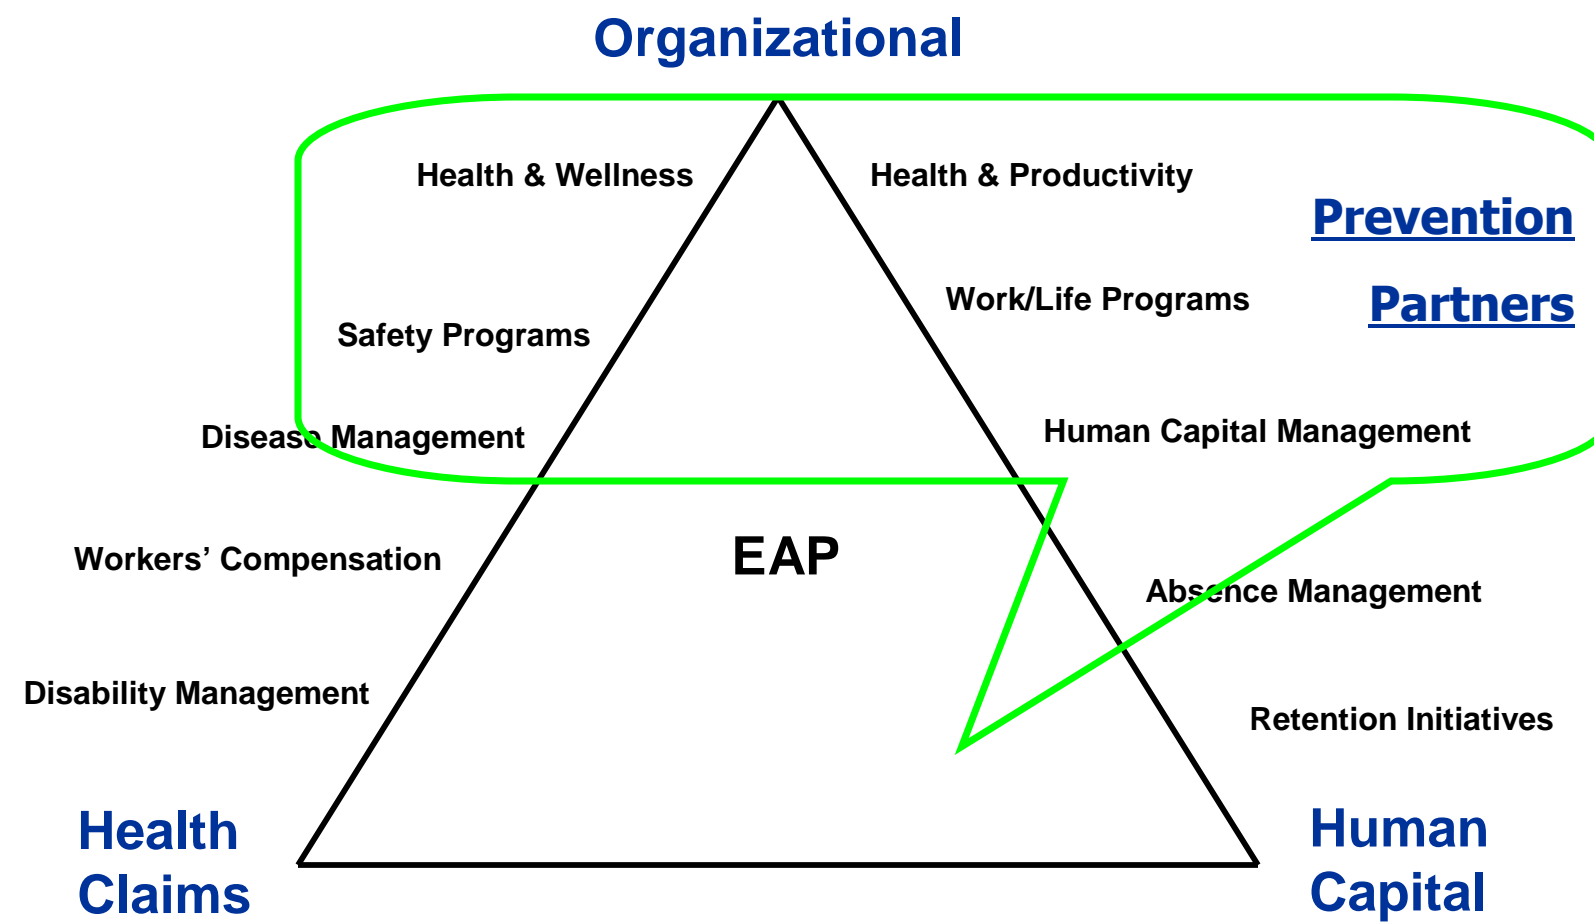 Organizational
Health & Wellness
Health & Productivity
Prevention
Partners
Work/Life Programs
Safety Programs
Disease Management
Human Capital Management
EAP
Workers’ Compensation
Absence Management
Disability Management
Retention Initiatives
Health
Claims
Human
Capital